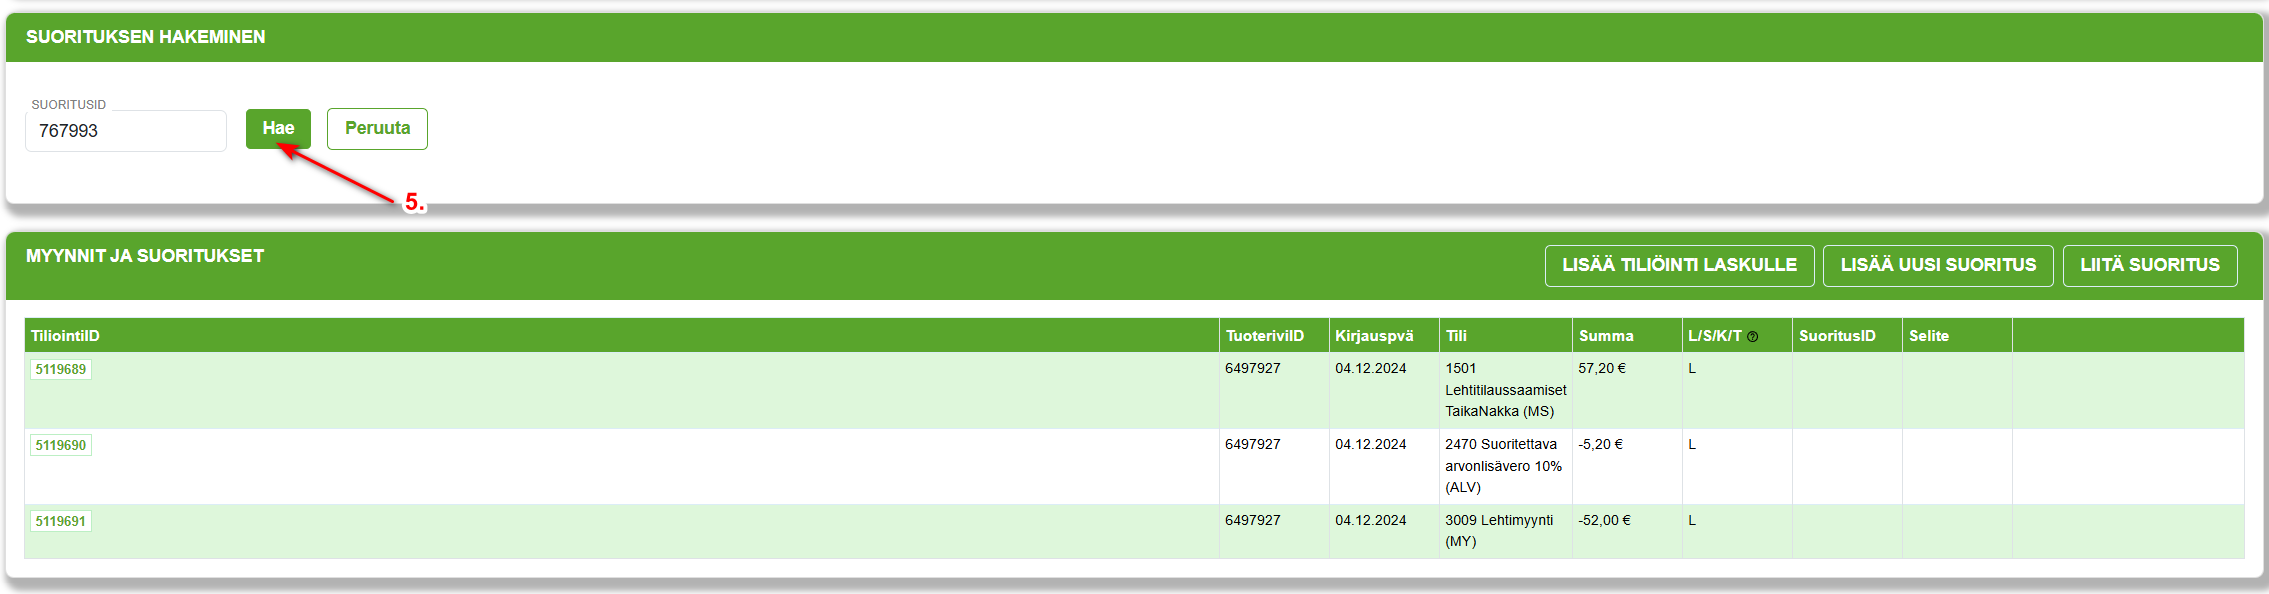 SUORITUKSEN HAKEMINEN
SUORITUSID
767993
Hae
Peruuta
5.
MYYNNIT JA SUORITUKSET
LISÄÄ TILIÖINTI LASKULLE
LISÄÄ UUSI SUORITUS
LIITÄ SUORITUS
TiliointiID TuoteriviID Kirjauspvä Tili Summa L/S/K/T SuoritusID Selite
5119689 6497927 04.12.2024 1501 57,20 € L
Lehtitilaussaamiset
TaikaNakka (MS)
5119690 6497927 04.12.2024 2470 Suoritettava -5,20 € L
arvonlisävero 10%
(ALV)
5119691 6497927 04.12.2024 3009 Lehtimyynti -52,00 € L
(MY)